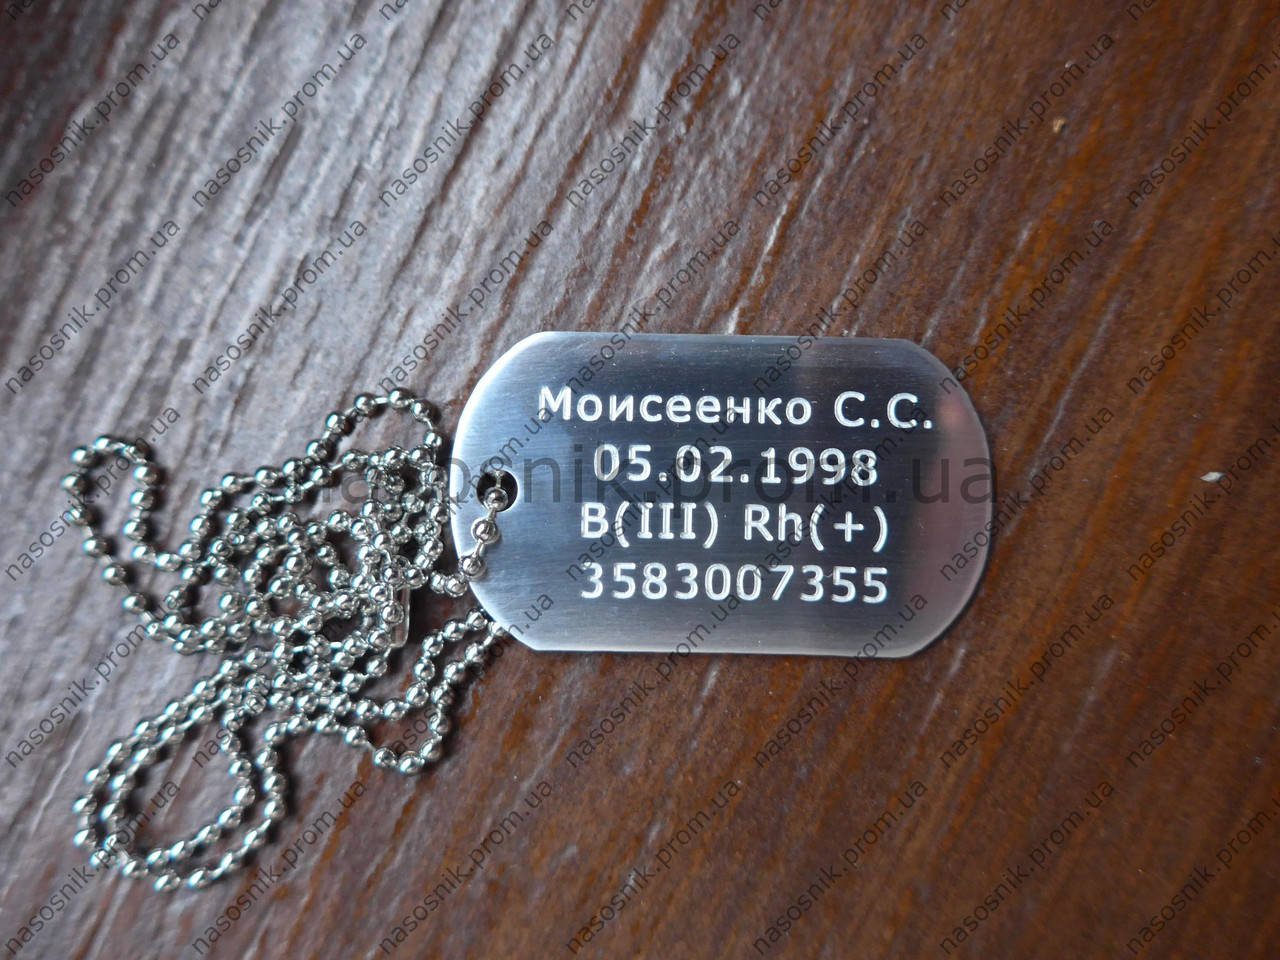 Моисеенко С.С.
05.02.1998
B(III) Rh(+)
3583007355
nasosnik.prom.ua